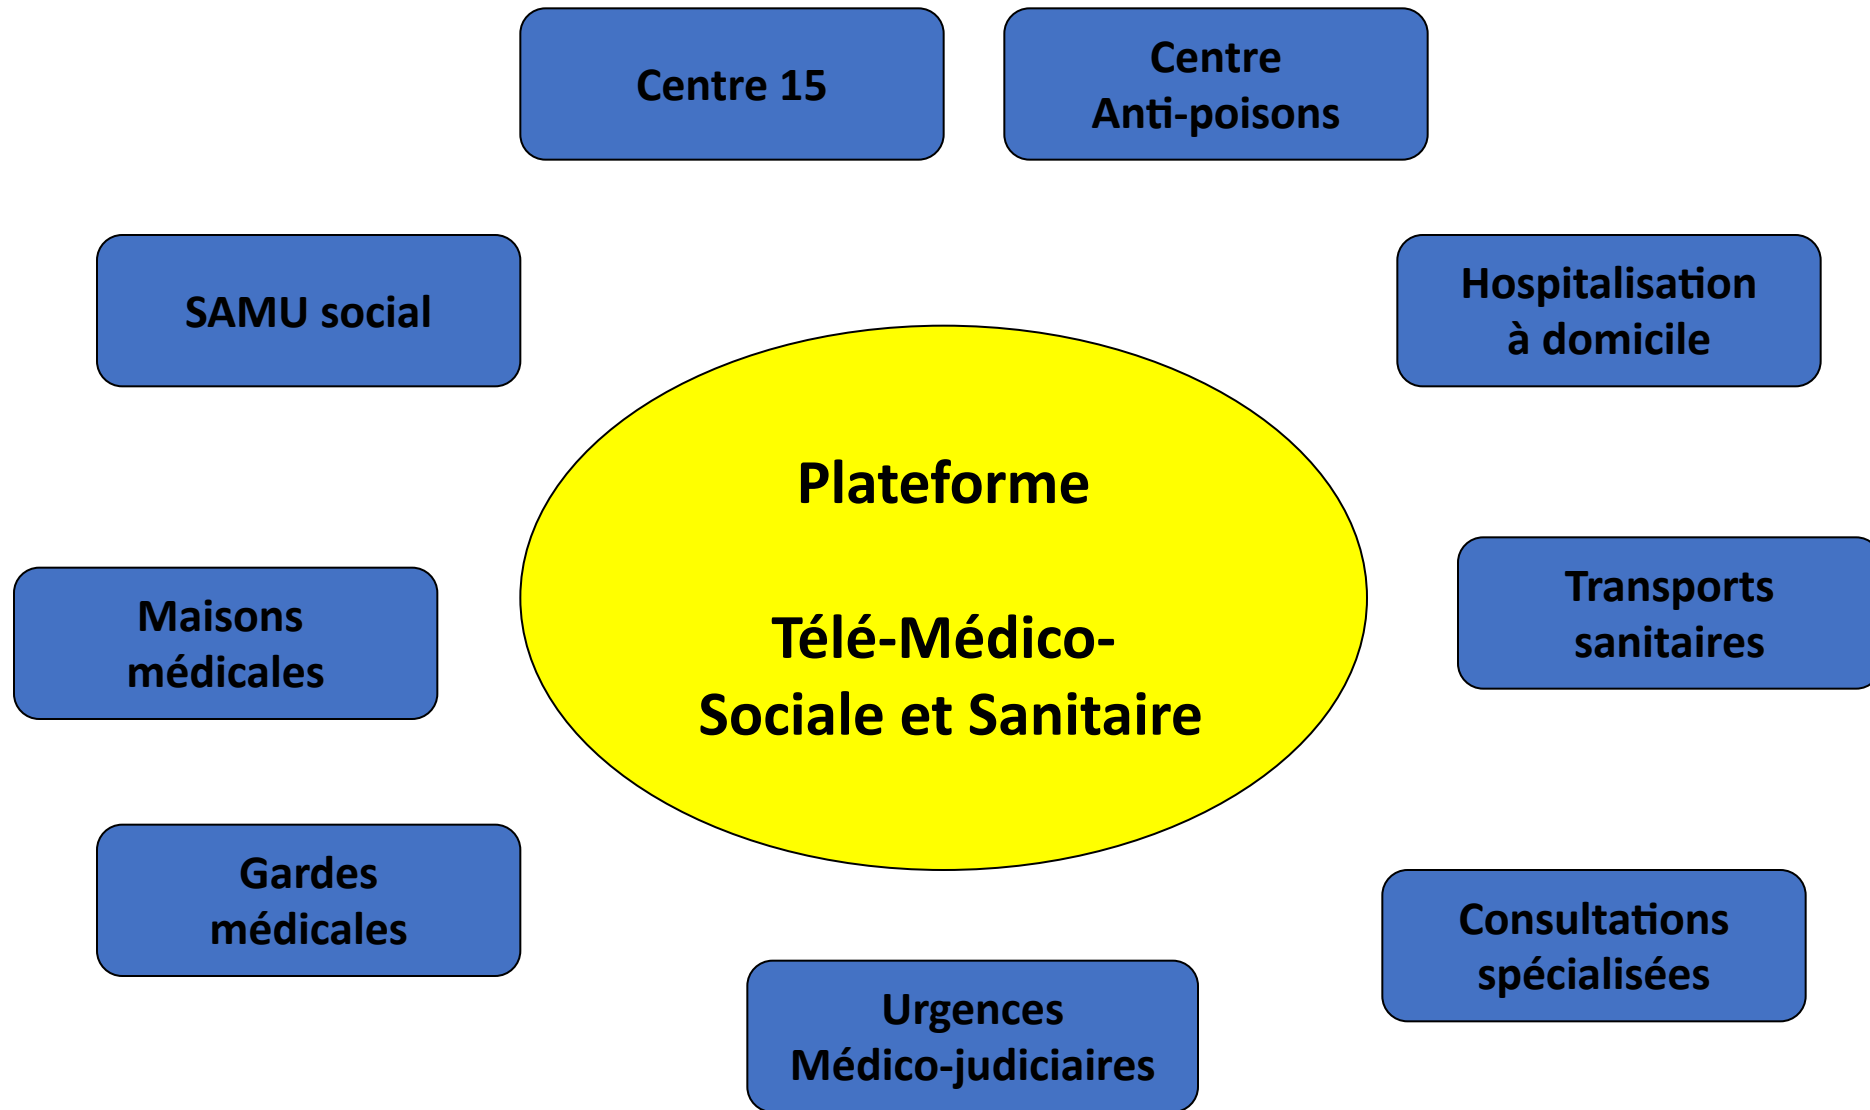 Centre 15
Centre
Anti-poisons
SAMU social
Hospitalisation
à domicile
Plateforme
Télé-Médico-
Sociale et Sanitaire
Maisons
médicales
Transports
sanitaires
Gardes
médicales
Consultations
spécialisées
Urgences
Médico-judiciaires